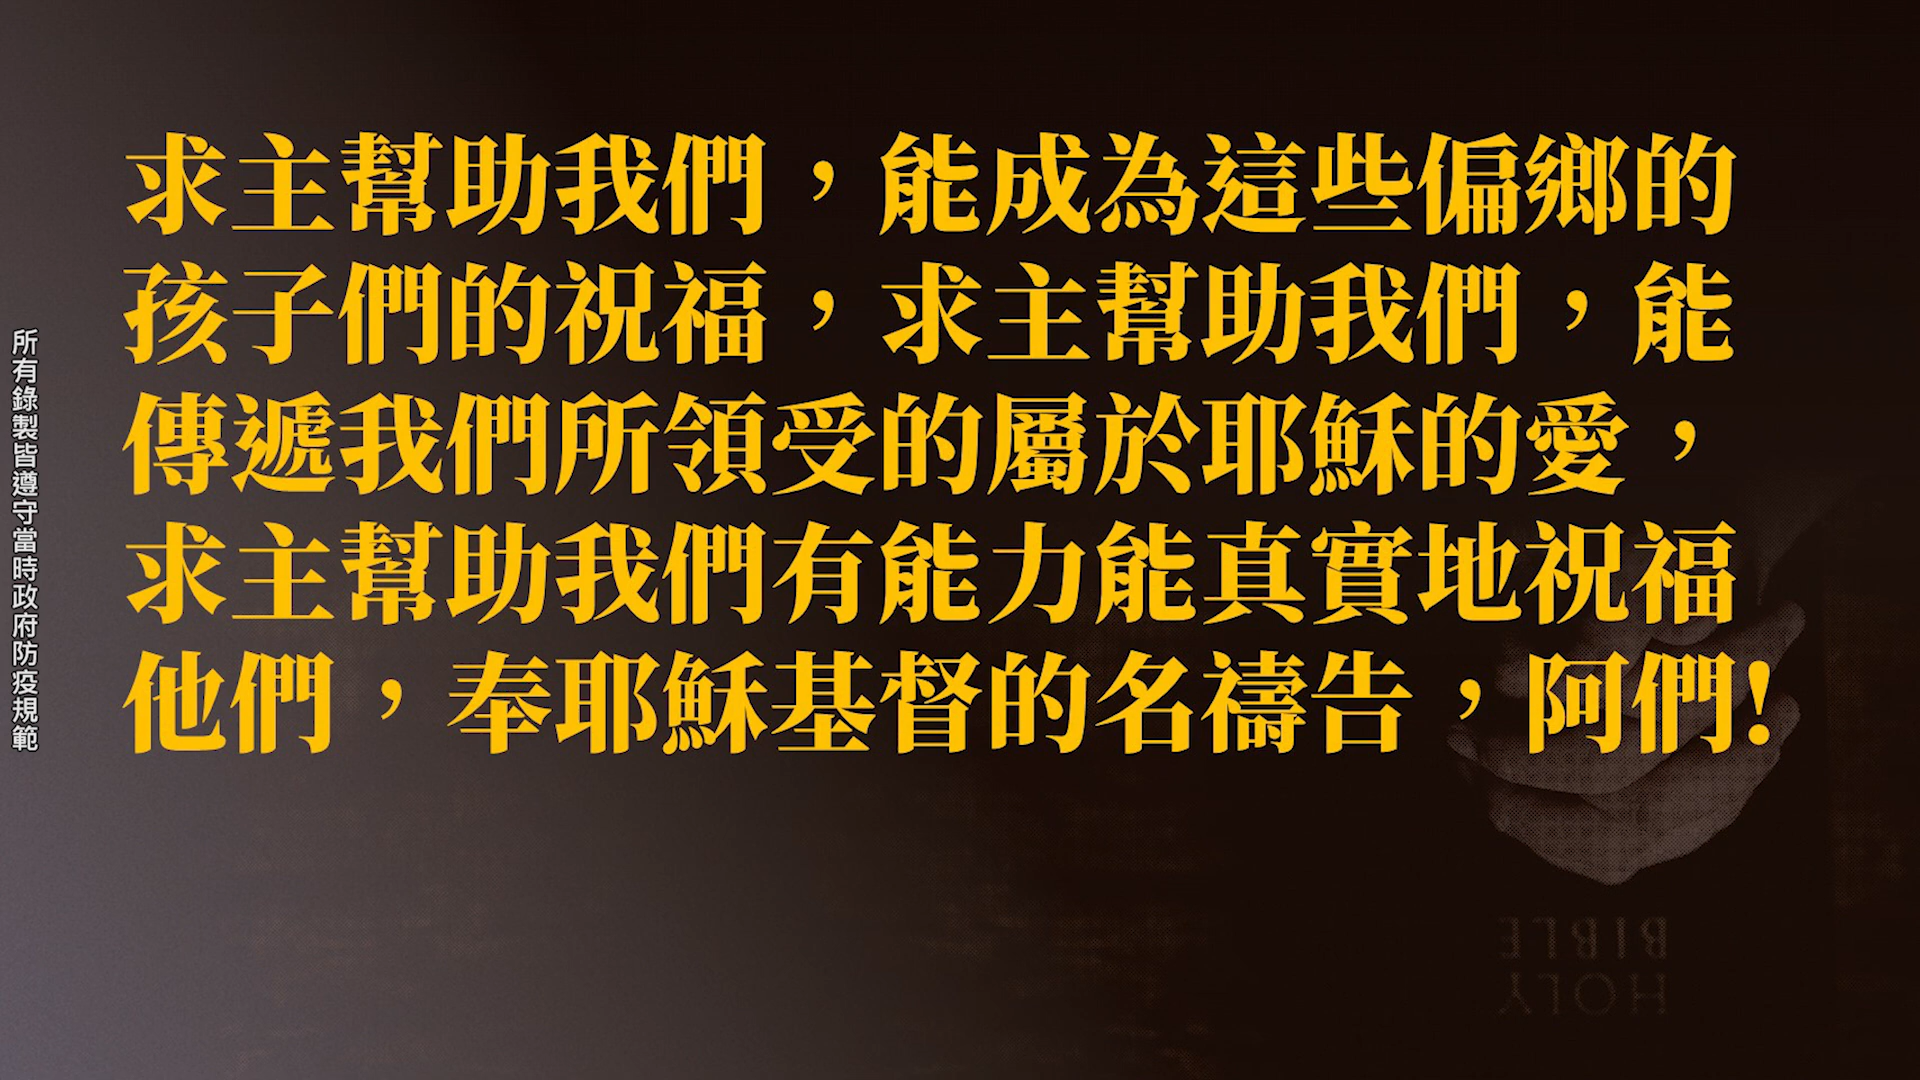 求主幫助我們，能成為這些偏鄉的
孩子們的祝福，求主幫助我們，能
傳遞我們所領受的屬於耶穌的愛，
求主幫助我們有能力能真實地祝福
他們，奉耶穌基督的名禱告，阿們!
所有錄製皆遵守當時政府防疫規範
HOLY
BIBLE